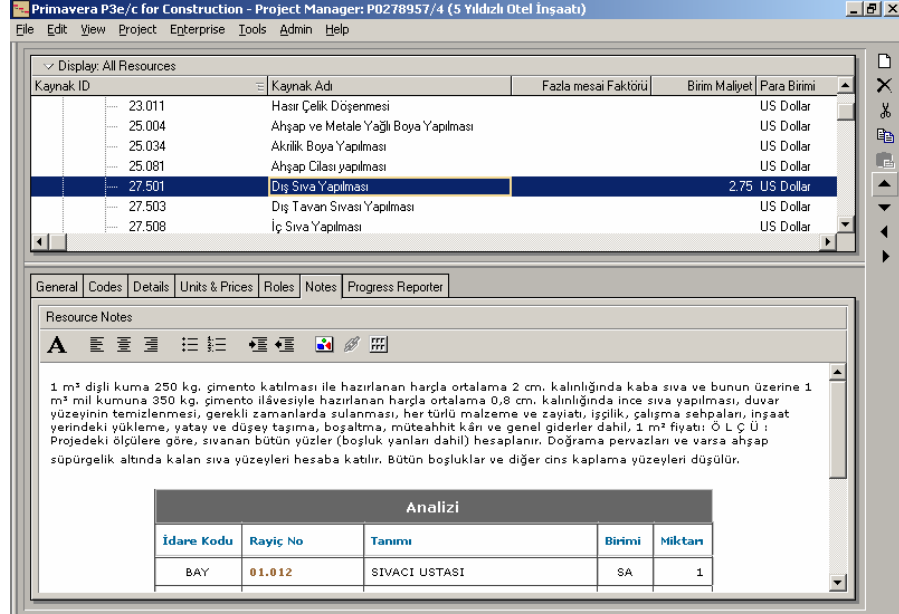 Primavera P3e/c for Construction - Project Manager: P0278957/4 (5 Yıldızlı Otel İnşaatı)
File Edit View Project Enterprise Tools Admin Help
Display: All Resources
Kaynak ID Kaynak Adı Fazla mesai Faktörü Birim Maliyet Para Birimi
23.011 Hasır Çelik Döşenmesi US Dollar
25.004 Ahşap ve Metale Yağlı Boya Yapılması US Dollar
25.034 Akrilik Boya Yapılması US Dollar
25.081 Ahşap Cilası yapılması US Dollar
27.501 Dış Sıva Yapılması 2.75 US Dollar
27.503 Dış Tavan Sıvası Yapılması US Dollar
27.508 İç Sıva Yapılması US Dollar
General Codes Details Units & Prices Roles Notes Progress Reporter
Resource Notes
A
1 m³ dişli kuma 250 kg. çimento katılması ile hazırlanan harçla ortalama 2 cm. kalınlığında kaba sıva ve bunun üzerine 1
m³ mil kumuna 350 kg. çimento ilâvesiyle hazırlanan harçla ortalama 0,8 cm. kalınlığında ince sıva yapılması, duvar
yüzeyinin temizlenmesi, gerekli zamanlarda sulanması, her türlü malzeme ve zayiatı, işçilik, çalışma sehpaları, inşaat
yerindeki yükleme, yatay ve düşey taşıma, boşaltma, müteahhit kârı ve genel giderler dahil, 1 m² fiyatı: Ö L Ç Ü :
Projedeki ölçülere göre, sıvanan bütün yüzler (boşluk yanları dahil) hesaplanır. Doğrama pervazları ve varsa ahşap
süpürgelik altında kalan sıva yüzeyleri hesaba katılır. Bütün boşluklar ve diğer cins kaplama yüzeyleri düşülür.
Analizi
İdare Kodu Rayiç No Tanımı Birimi Miktarı
BAY 01.012 SIVACI USTASI SA 1